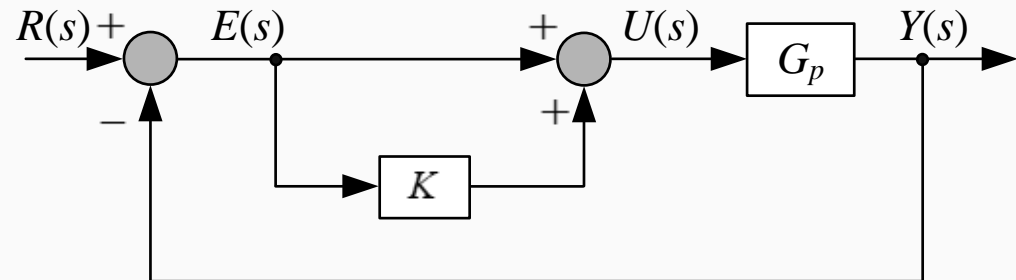 R(s) + E(s) + U(s) Y(s)
G_p
− +
K